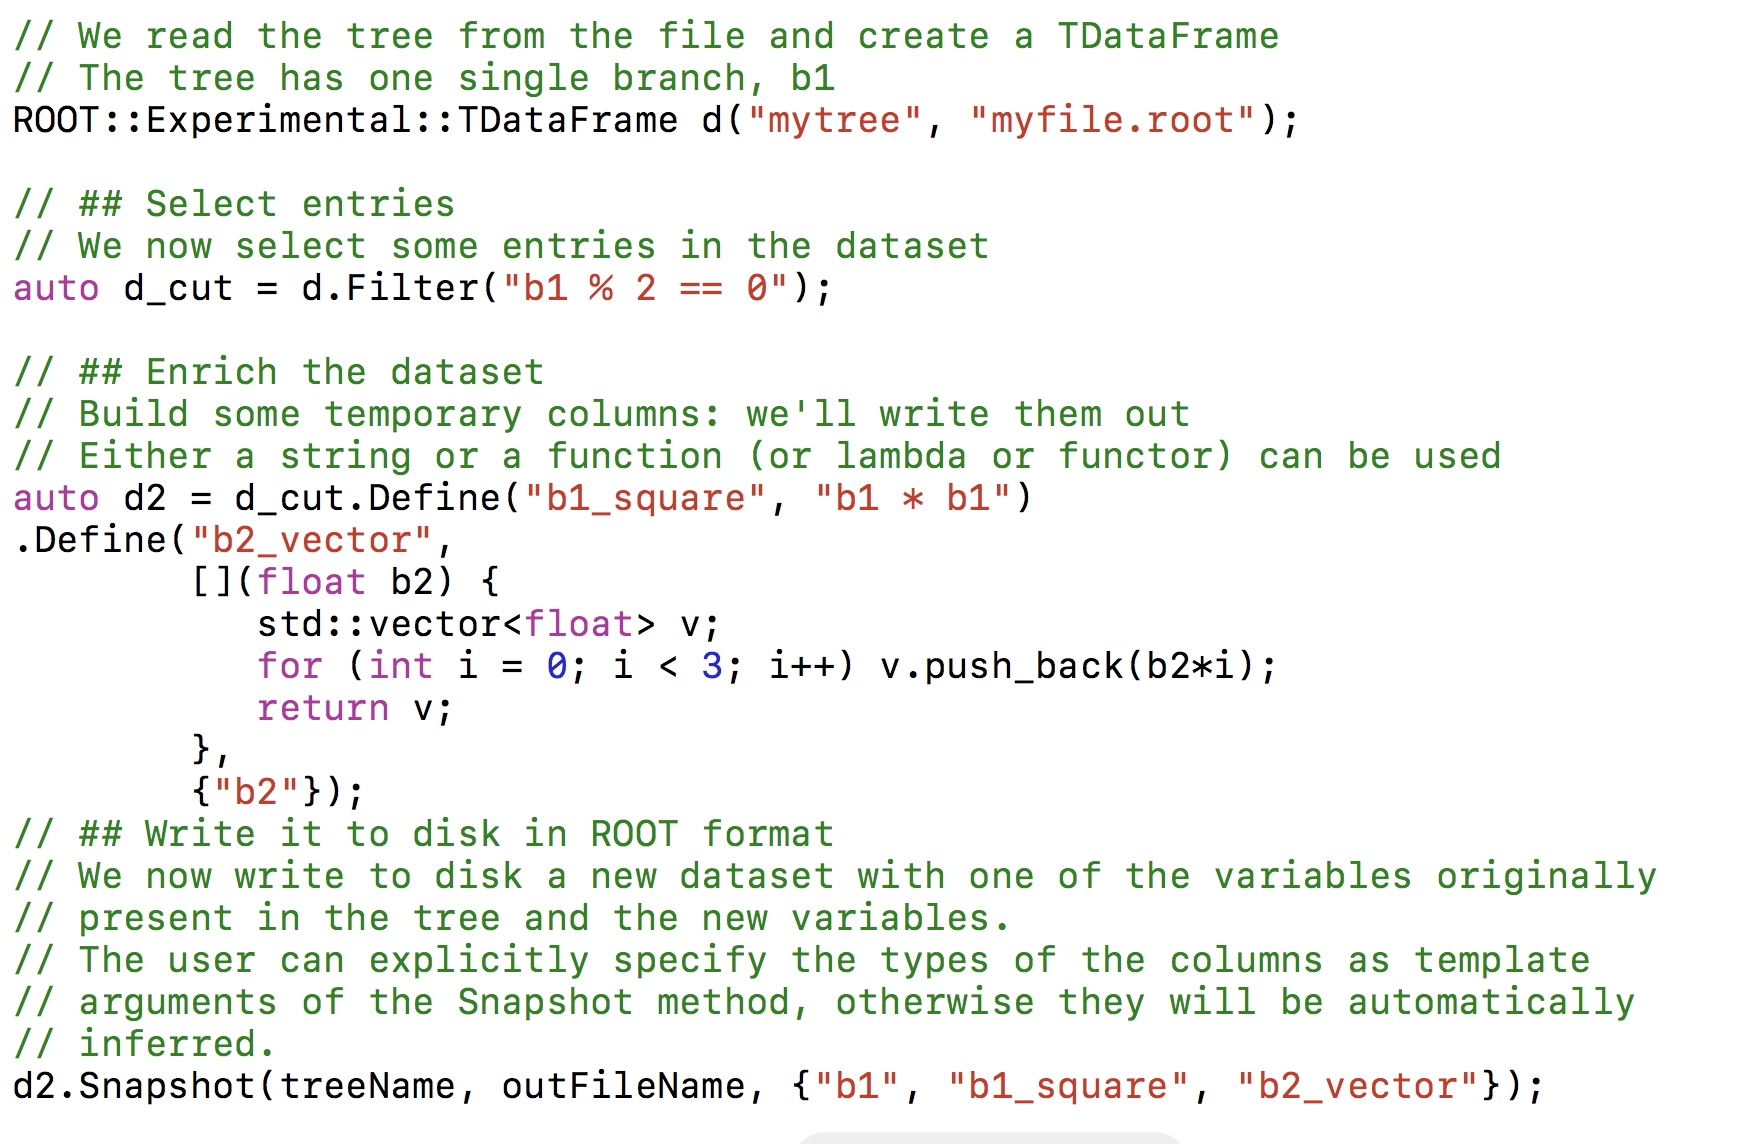 // We read the tree from the file and create a TDataFrame
// The tree has one single branch, b1
ROOT::Experimental::TDataFrame d("mytree", "myfile.root");
// ## Select entries
// We now select some entries in the dataset
auto d_cut = d.Filter("b1 % 2 == 0");
// ## Enrich the dataset
// Build some temporary columns: we'll write them out
// Either a string or a function (or lambda or functor) can be used
auto d2 = d_cut.Define("b1_square", "b1 * b1")
.Define("b2_vector",
[](float b2) {
std::vector<float> v;
for (int i = 0; i < 3; i++) v.push_back(b2*i);
return v;
},
{"b2"});
// ## Write it to disk in ROOT format
// We now write to disk a new dataset with one of the variables originally
// present in the tree and the new variables.
// The user can explicitly specify the types of the columns as template
// arguments of the Snapshot method, otherwise they will be automatically
// inferred.
d2.Snapshot(treeName, outFileName, {"b1", "b1_square", "b2_vector"});